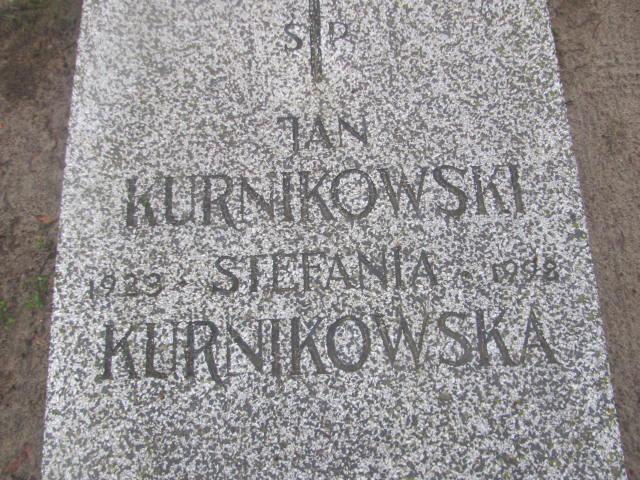 Ś P
JAN
KURNIKOWSKI
1923 · STEFANIA · 1998
KURNIKOWSKA